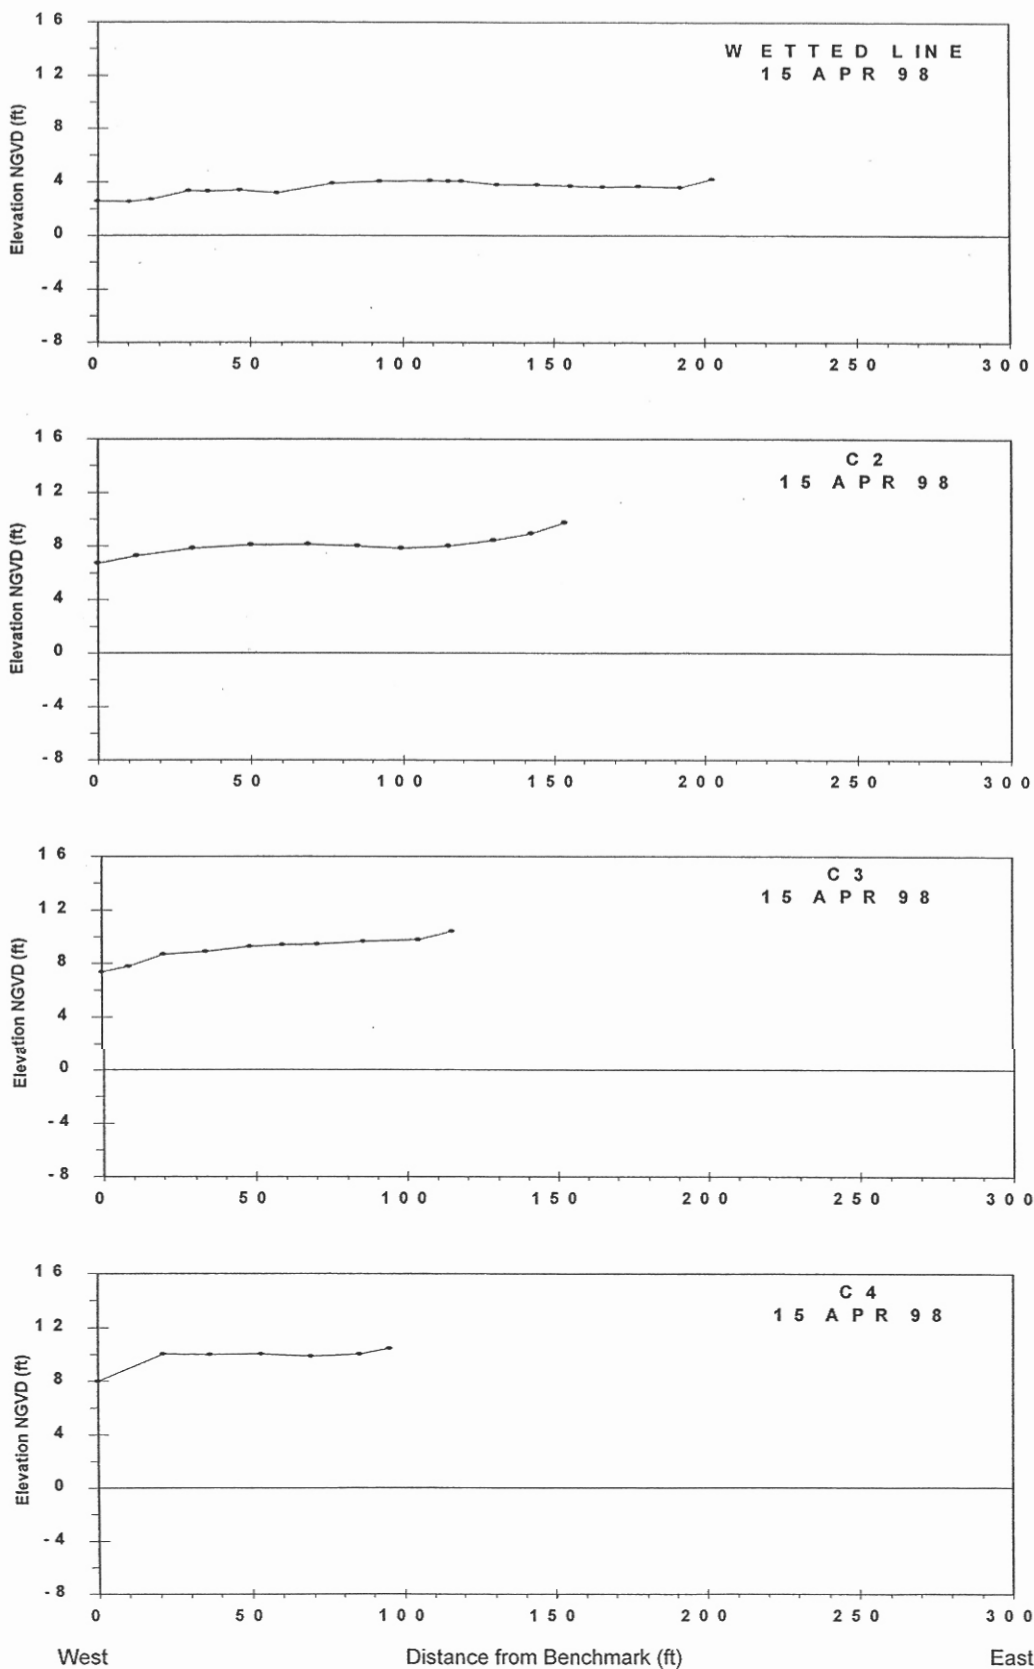 16
WETTED LINE
15 APR 98
12
8
4
0
-4
-8
Elevation NGVD (ft)
0 50 100 150 200 250 300
16
C2
15 APR 98
12
8
4
0
-4
-8
Elevation NGVD (ft)
0 50 100 150 200 250 300
16
C3
15 APR 98
12
8
4
0
-4
-8
Elevation NGVD (ft)
0 50 100 150 200 250 300
16
C4
15 APR 98
12
8
4
0
-4
-8
Elevation NGVD (ft)
0 50 100 150 200 250 300
West Distance from Benchmark (ft) East